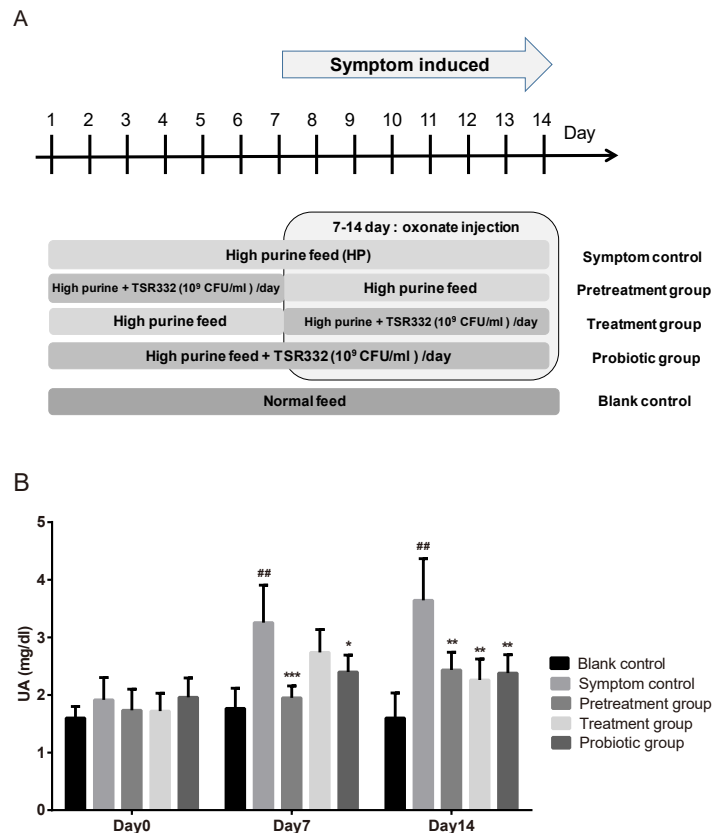 A
Symptom induced
1 2 3 4 5 6 7 8 9 10 11 12 13 14 Day
7-14 day : oxonate injection
High purine feed (HP) Symptom control
High purine + TSR332 (10⁹ CFU/ml ) /day High purine feed Pretreatment group
High purine feed High purine + TSR332 (10⁹ CFU/ml ) /day Treatment group
High purine feed + TSR332 (10⁹ CFU/ml ) /day Probiotic group
Normal feed Blank control
B
UA (mg/dl)
5
4
3
2
1
0
##
***
*
##
**
**
**
Day0 Day7 Day14
Blank control
Symptom control
Pretreatment group
Treatment group
Probiotic group